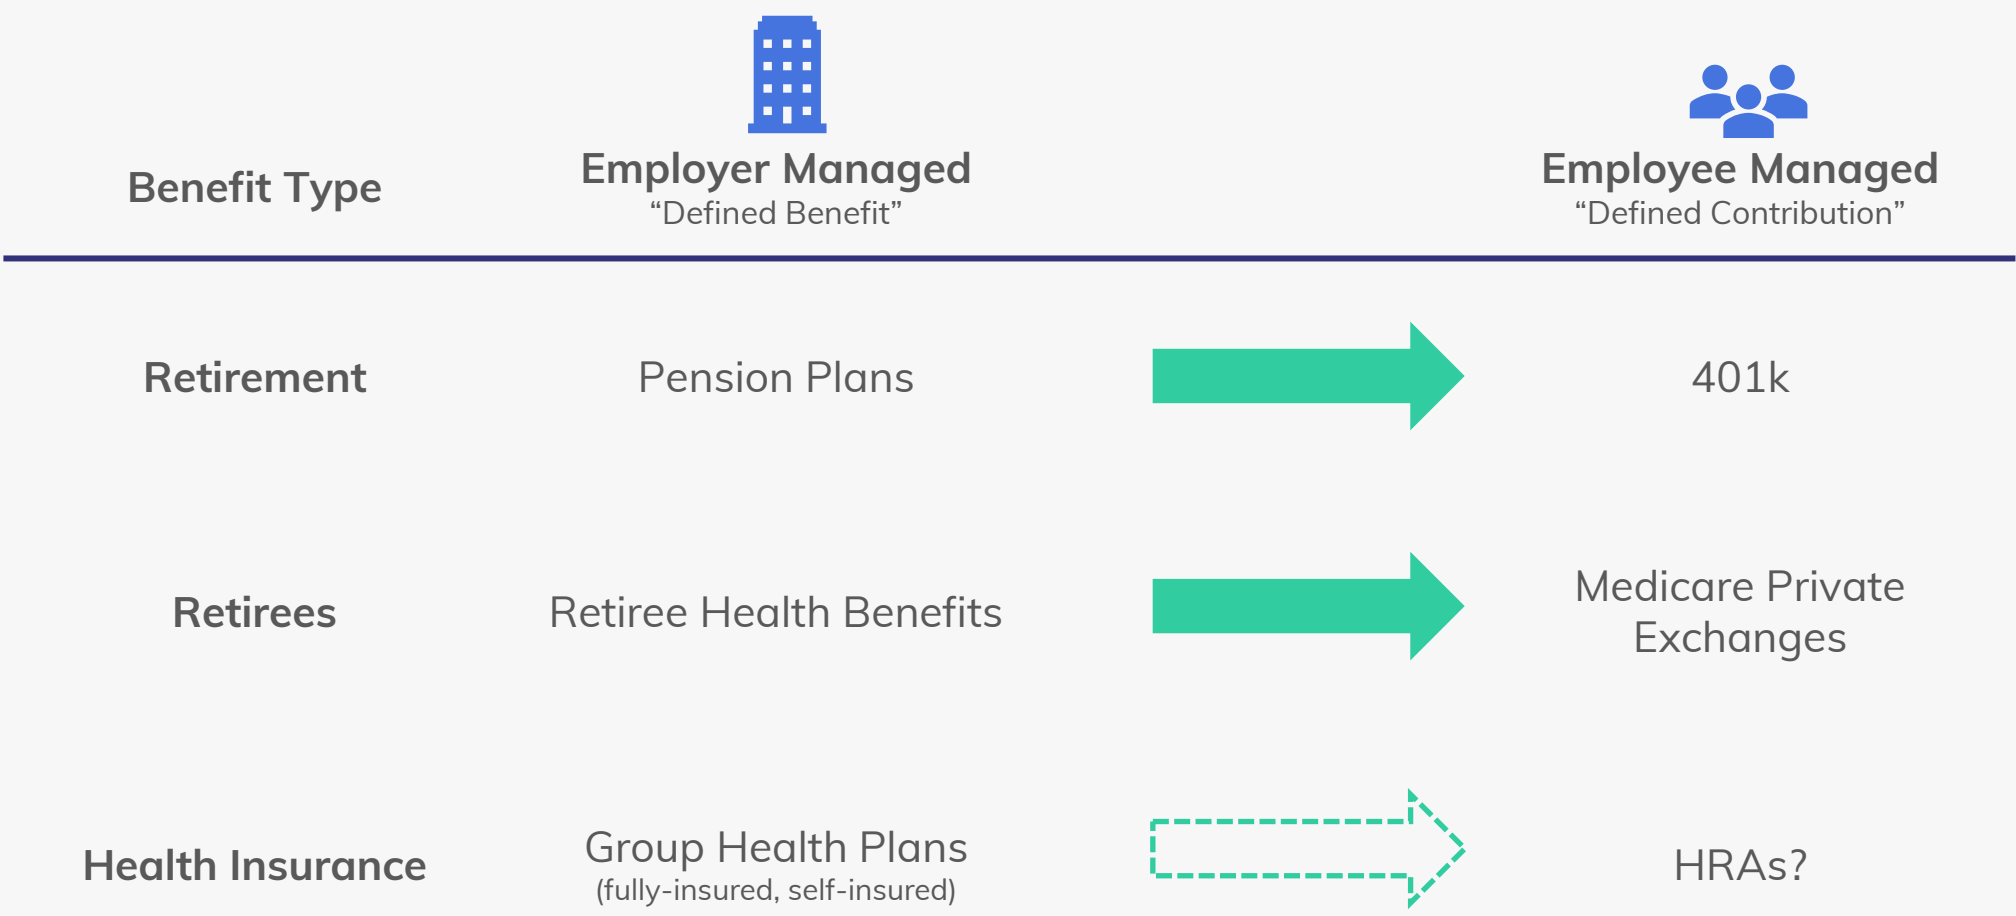 Benefit Type
Employer Managed
“Defined Benefit”
Employee Managed
“Defined Contribution”
Retirement
Pension Plans
401k
Retirees
Retiree Health Benefits
Medicare Private
Exchanges
Health Insurance
Group Health Plans
(fully-insured, self-insured)
HRAs?